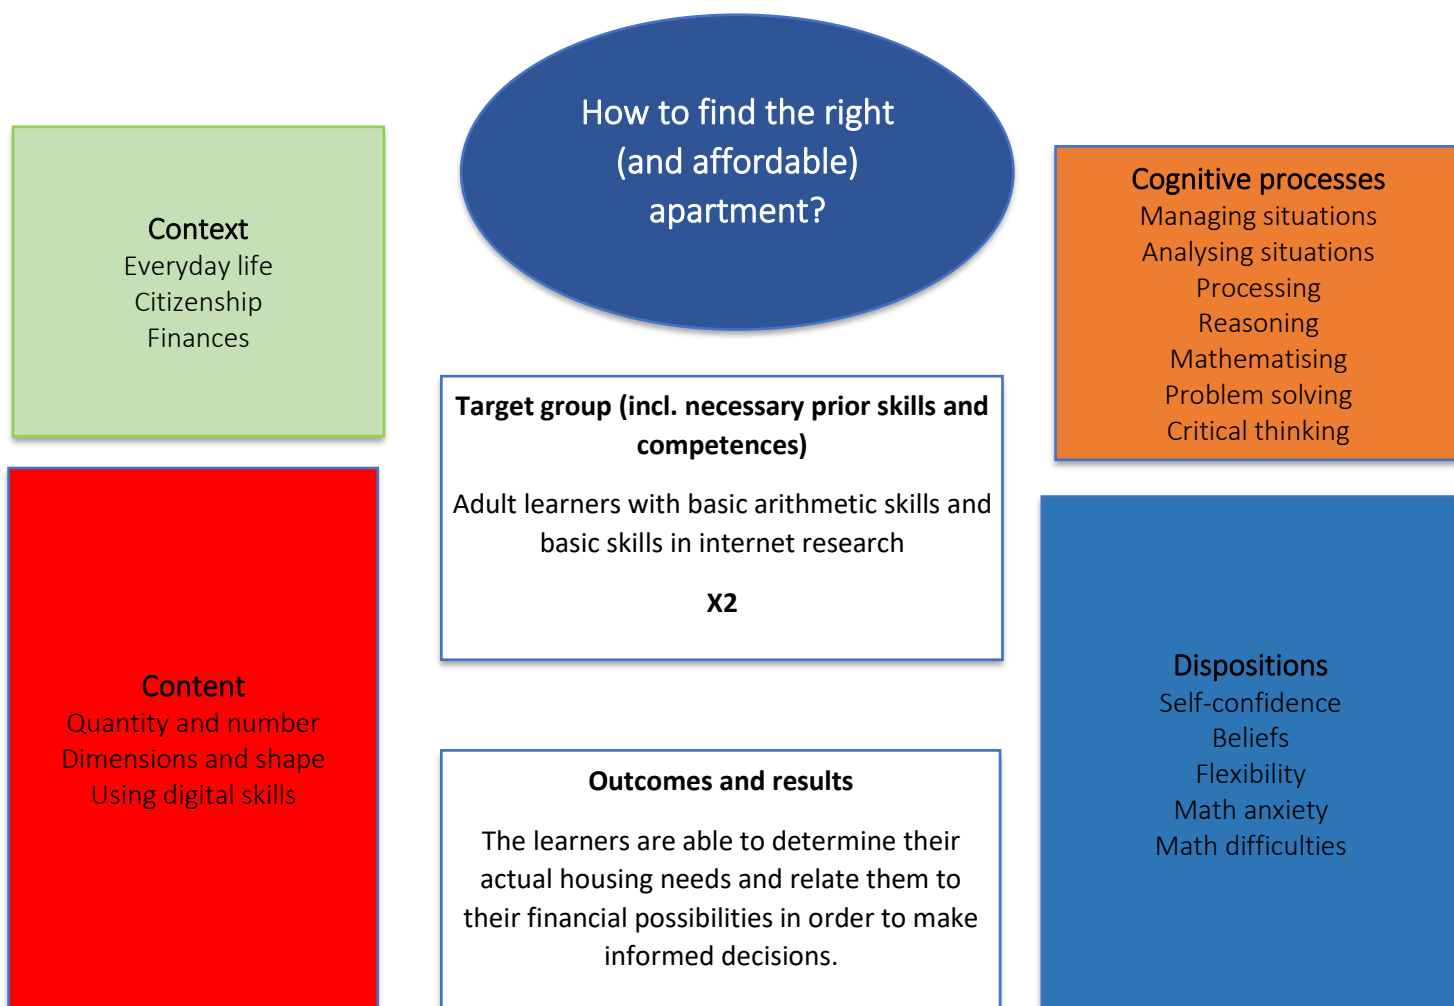 How to find the right
(and affordable)
apartment?
Context
Everyday life
Citizenship
Finances
Cognitive processes
Managing situations
Analysing situations
Processing
Reasoning
Mathematising
Problem solving
Critical thinking
Target group (incl. necessary prior skills and
competences)
Adult learners with basic arithmetic skills and
basic skills in internet research
X2
Content
Quantity and number
Dimensions and shape
Using digital skills
Dispositions
Self-confidence
Beliefs
Flexibility
Math anxiety
Math difficulties
Outcomes and results
The learners are able to determine their
actual housing needs and relate them to
their financial possibilities in order to make
informed decisions.